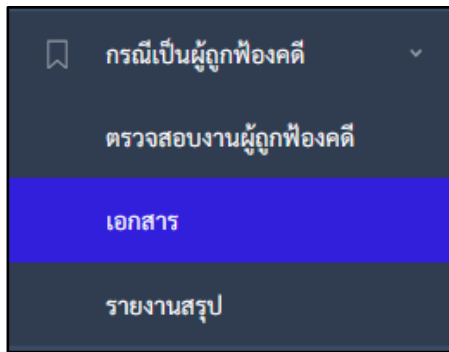 กรณีเป็นผู้ถูกฟ้องคดี
ตรวจสอบงานผู้ถูกฟ้องคดี
เอกสาร
รายงานสรุป